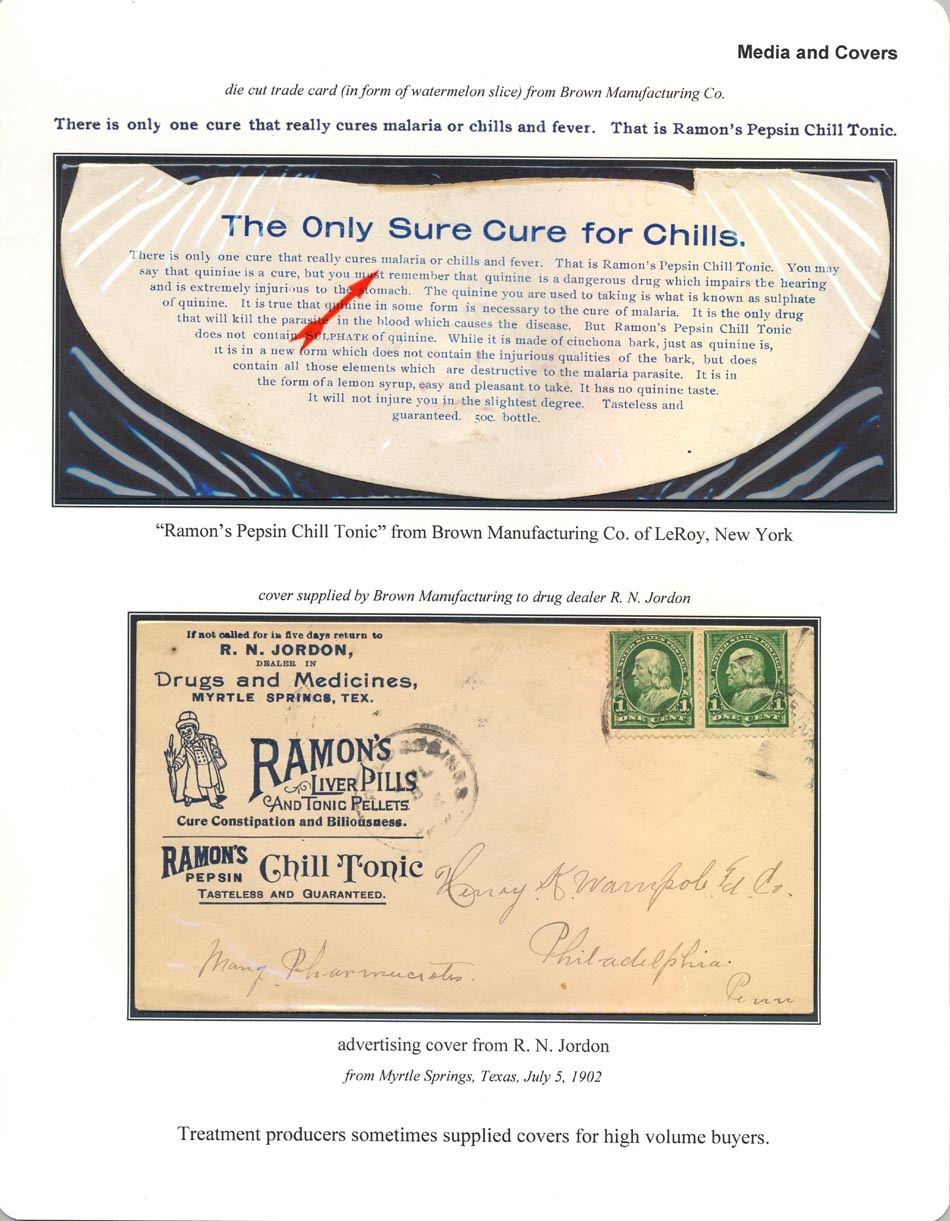 Media and Covers
die cut trade card (in form of watermelon slice) from Brown Manufacturing Co.
There is only one cure that really cures malaria or chills and fever. That is Ramon's Pepsin Chill Tonic.
The Only Sure Cure for Chills.
There is only one cure that really cures malaria or chills and fever. That is Ramon's Pepsin Chill Tonic. You may
say that quinine is a cure, but you must remember that quinine is a dangerous drug which impairs the hearing
and is extremely injurious to the stomach. The quinine you are used to taking is what is known as sulphate
of quinine. It is true that quinine in some form is necessary to the cure of malaria. It is the only drug
that will kill the parasite in the blood which causes the disease. But Ramon's Pepsin Chill Tonic
does not contain SULPHATH of quinine. While it is made of cinchona bark, just as quinine is,
it is in a new form which does not contain the injurious qualities of the bark, but does
contain all those elements which are destructive to the malaria parasite. It is in
the form of a lemon syrup, easy and pleasant to take. It has no quinine taste.
It will not injure you in the slightest degree. Tasteless and
guaranteed. 50c. bottle.
“Ramon's Pepsin Chill Tonic” from Brown Manufacturing Co. of LeRoy, New York
cover supplied by Brown Manufacturing to drug dealer R. N. Jordon
If not called for in five days return to
R. N. JORDON,
DEALER IN
Drugs and Medicines,
MYRTLE SPRINGS, TEX.
UNITED STATES POSTAGE
1 1
ONE CENT
UNITED STATES POSTAGE
1 1
ONE CENT
RAMON'S
LIVER PILLS
AND TONIC PELLETS
Cure Constipation and Biliousness.
RAMON'S
PEPSIN
Chill Tonic
TASTELESS AND GUARANTEED.
Henry K Wampole & Co.
Philadelphia
Penn
Pharmacists.
advertising cover from R. N. Jordon
from Myrtle Springs, Texas, July 5, 1902
Treatment producers sometimes supplied covers for high volume buyers.